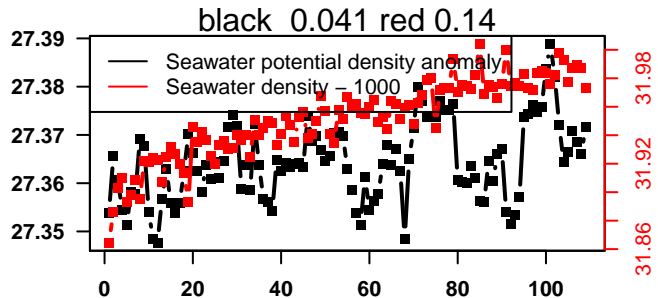 black  0.041 red 0.14
Seawater potential density anomaly
Seawater density − 1000
27.39
27.38
27.37
27.36
27.35
31.98
31.92
31.86
0 20 40 60 80 100